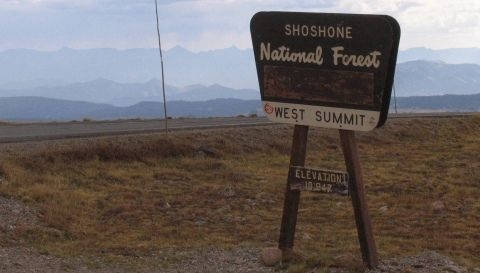 SHOSHONE
National Forest
WEST SUMMIT
ELEVATION
10,947